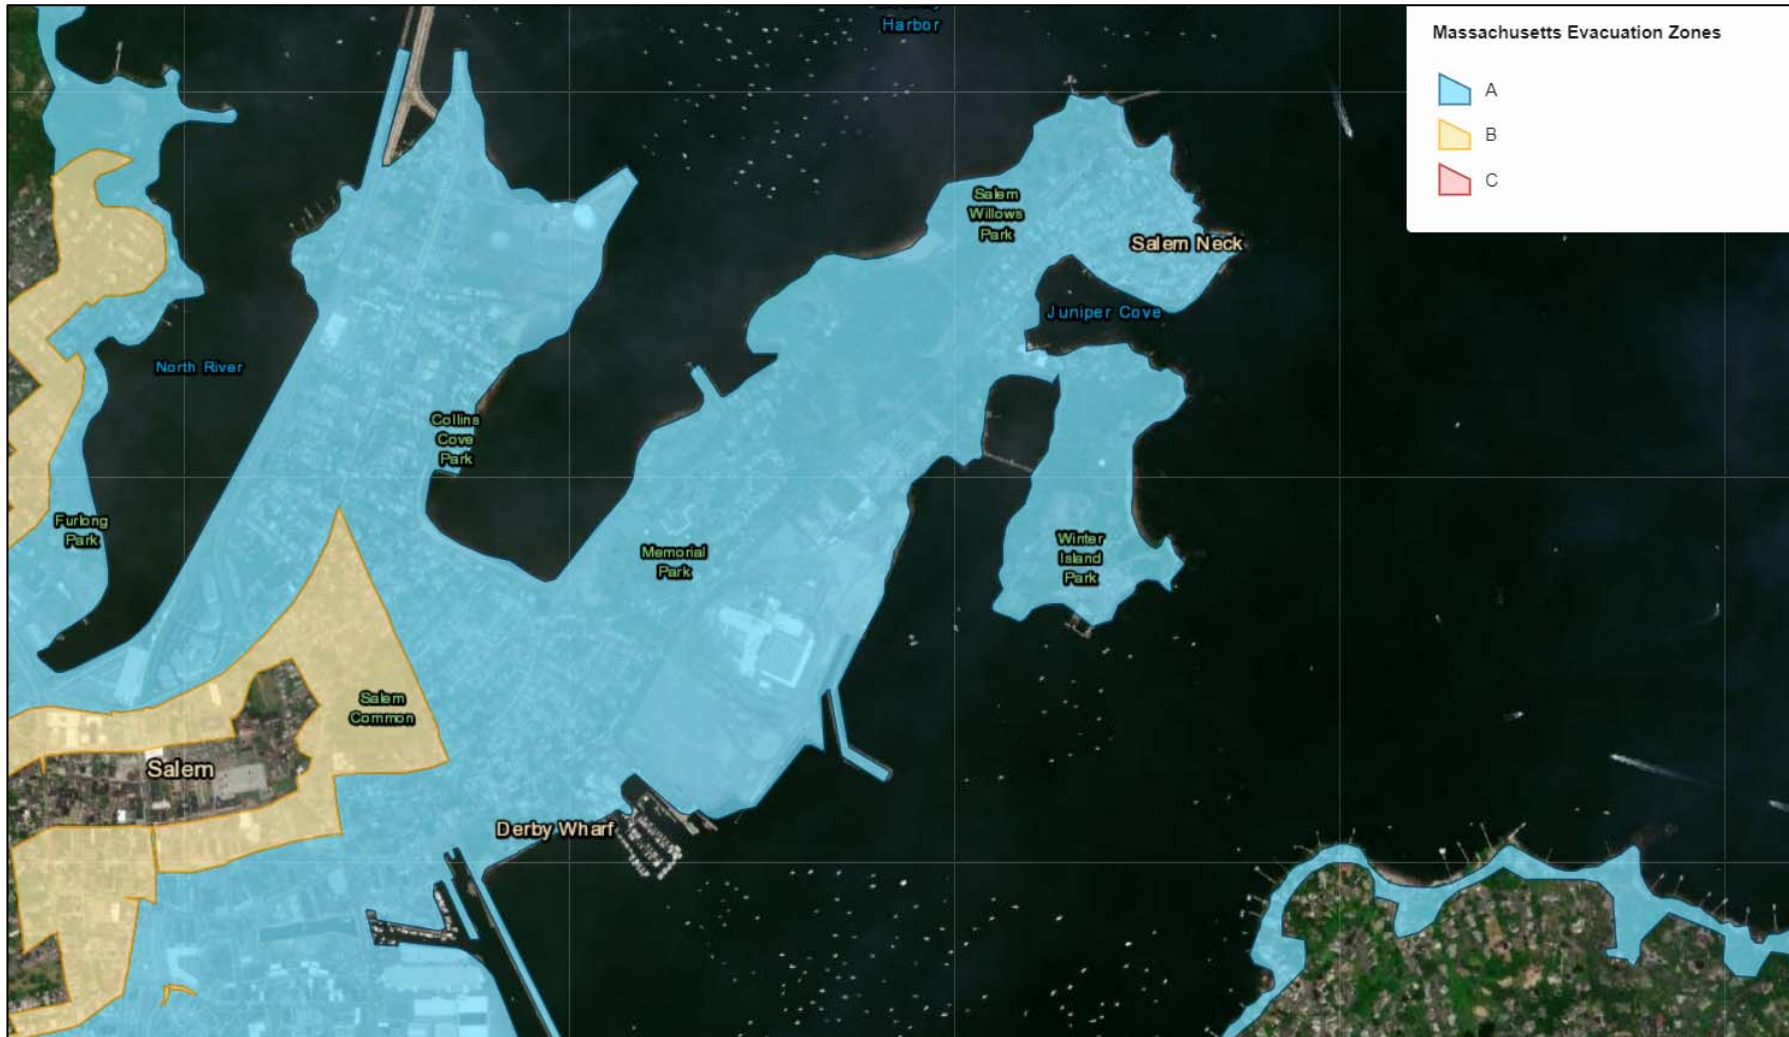 Harbor
Massachusetts Evacuation Zones
A
B
C
Salem
Willows
Park
Salem Neck
Juniper Cove
North River
Collins
Cove
Park
Furlong
Park
Memorial
Park
Winter
Island
Park
Salem
Common
Salem
Derby Wharf